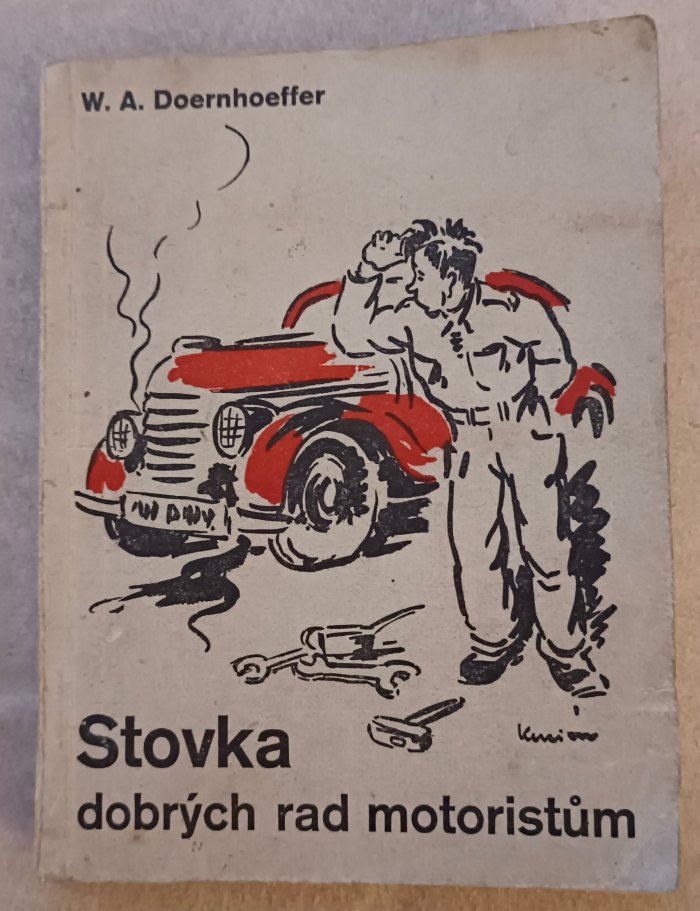 W. A. Doernhoeffer
Stovka
dobrých rad motoristům